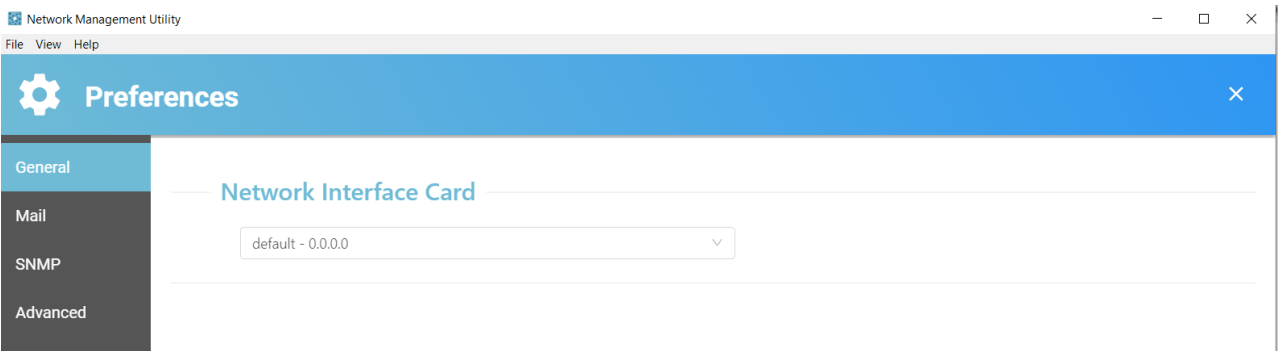 Network Management Utility
File View Help
Preferences
General
Network Interface Card
Mail
default - 0.0.0.0
SNMP
Advanced